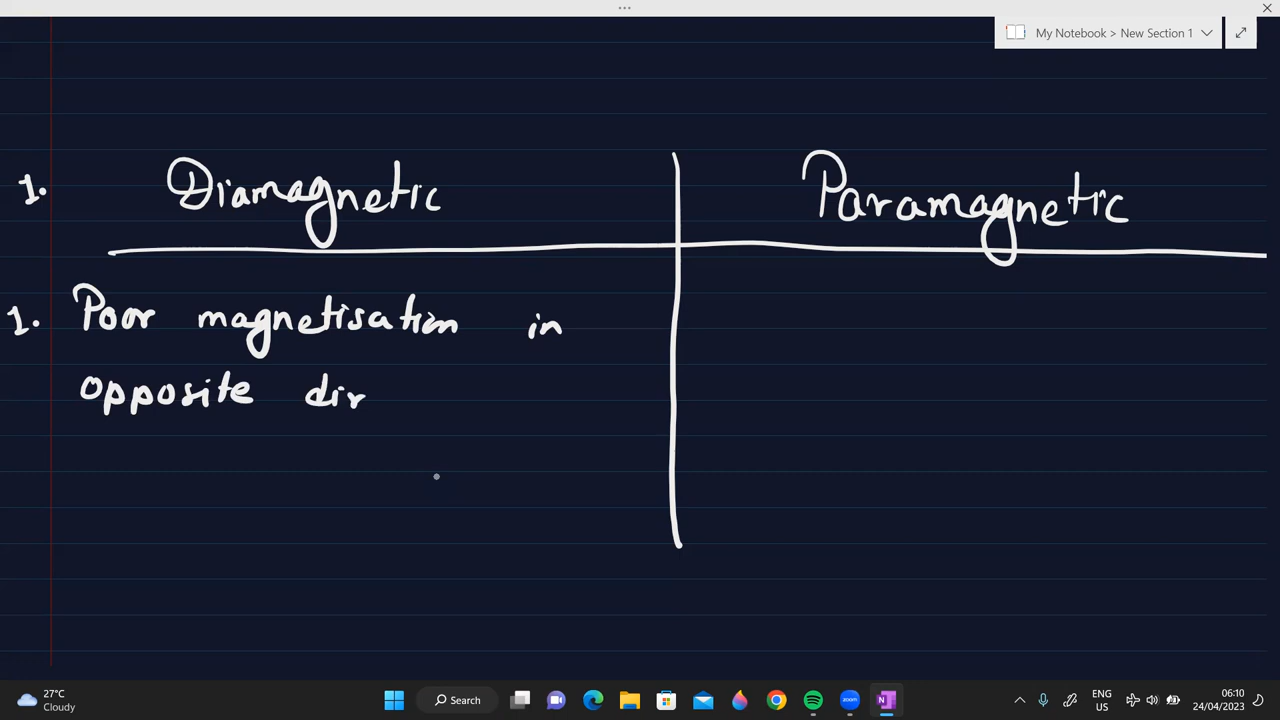 My Notebook > New Section 1
1. Diamagnetic Paramagnetic
1. Poor magnetisation in
opposite dir
27°C
Cloudy
Search
zoom
ENG
US
06:10
24/04/2023